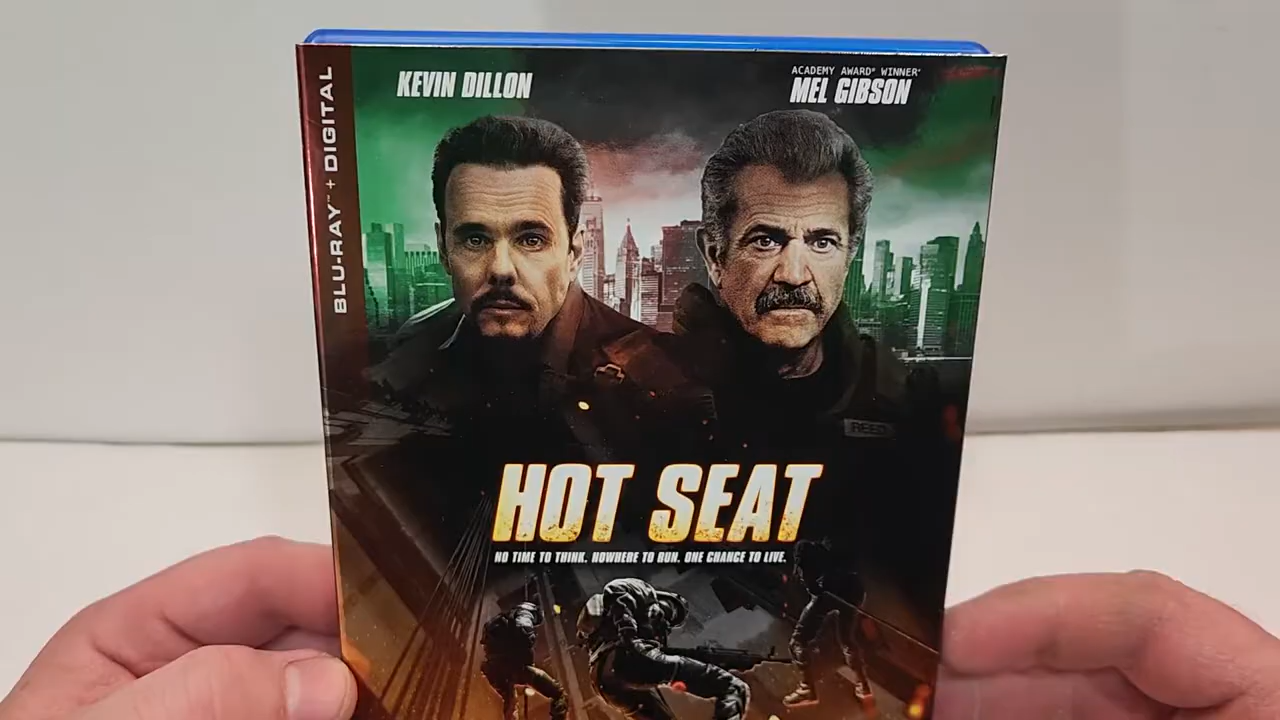 BLU-RAY™ + DIGITAL
KEVIN DILLON
ACADEMY AWARD® WINNER
MEL GIBSON
REED
HOT SEAT
NO TIME TO THINK. NOWHERE TO RUN. ONE CHANCE TO LIVE.